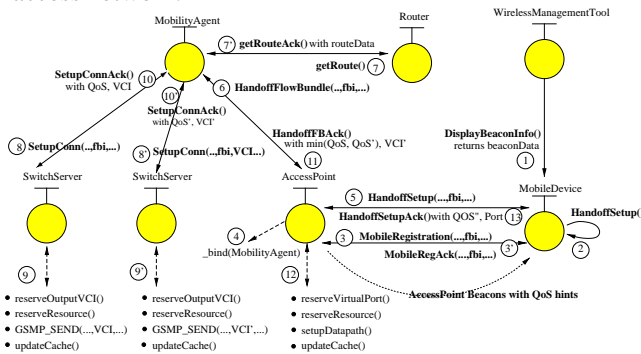 MobilityAgent
Router
WirelessManagementTool
7' getRouteAck() with routeData
getRoute() 7
SetupConnAck() 10
with QoS, VCI
6 HandoffFlowBundle(..,fbi,...)
10'
SetupConnAck()
with QoS', VCI'
HandoffFBAck()
with min(QoS, QoS'), VCI'
11
DisplayBeaconInfo()
returns beaconData
1
8 SetupConn(..,fbi,...)
8' SetupConn(..,fbi,VCI...)
SwitchServer
SwitchServer
AccessPoint
MobileDevice
5 HandoffSetup(...,fbi,...)
HandoffSetupAck()with QOS", Port 13
HandoffSetup(
2
4
_bind(MobilityAgent)
3 MobileRegistration(...,fbi,...)
3'
MobileRegAck(...,fbi,...)
9
9'
12
AccessPoint Beacons with QoS hints
• reserveOutputVCI()
• reserveResource()
• GSMP_SEND(...,VCI,...)
• updateCache()
• reserveOutputVCI()
• reserveResource()
• GSMP_SEND(...,VCI',...)
• updateCache()
• reserveVirtualPort()
• reserveResource()
• setupDatapath()
• updateCache()